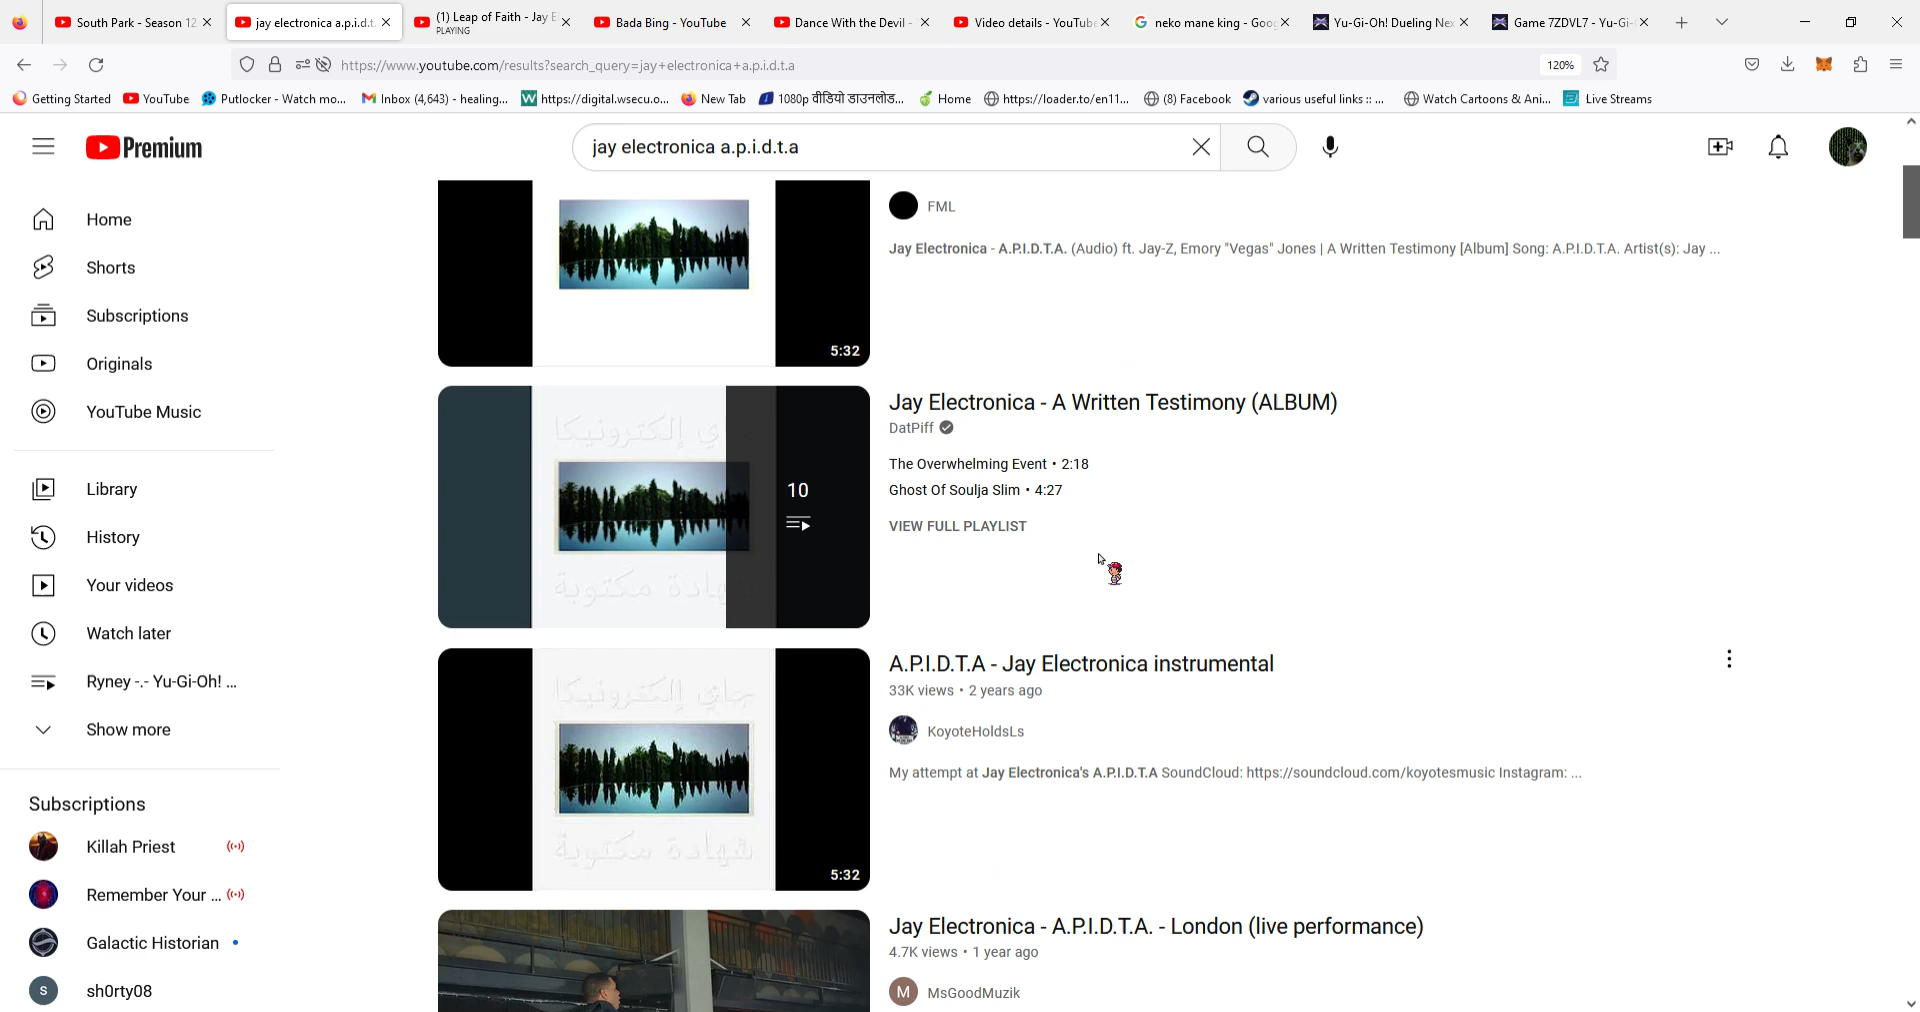 South Park - Season 12
jay electronica a.p.i.d.t.
(1) Leap of Faith - Jay E
PLAYING
Bada Bing - YouTube
Dance With the Devil -
Video details - YouTube
neko mane king - Goo
Yu-Gi-Oh! Dueling Ne
Game 7ZDVL7 - Yu-Gi-
https://www.youtube.com/results?search_query=jay+electronica+a.p.i.d.t.a
120%
Getting Started
YouTube
Putlocker - Watch mo...
Inbox (4,643) - healing...
https://digital.wsecu.o...
New Tab
1080p वीडियो डाउनलोड...
Home
https://loader.to/en11...
(8) Facebook
various useful links :: ...
Watch Cartoons & Ani...
Live Streams
Premium
jay electronica a.p.i.d.t.a
Home
Shorts
Subscriptions
Originals
YouTube Music
Library
History
Your videos
Watch later
Ryney -.- Yu-Gi-Oh! ...
Show more
Subscriptions
Killah Priest
Remember Your ...
Galactic Historian
s
sh0rty08
5:32
FML
Jay Electronica - A.P.I.D.T.A. (Audio) ft. Jay-Z, Emory "Vegas" Jones | A Written Testimony [Album] Song: A.P.I.D.T.A. Artist(s): Jay ...
شهادة مكتوبة
10
Jay Electronica - A Written Testimony (ALBUM)
DatPiff
The Overwhelming Event • 2:18
Ghost Of Soulja Slim • 4:27
VIEW FULL PLAYLIST
جاي إلكترونيكا
شهادة مكتوبة
5:32
A.P.I.D.T.A - Jay Electronica instrumental
33K views • 2 years ago
KoyoteHoldsLs
My attempt at Jay Electronica's A.P.I.D.T.A SoundCloud: https://soundcloud.com/koyotesmusic Instagram: ...
Jay Electronica - A.P.I.D.T.A. - London (live performance)
4.7K views • 1 year ago
M
MsGoodMuzik